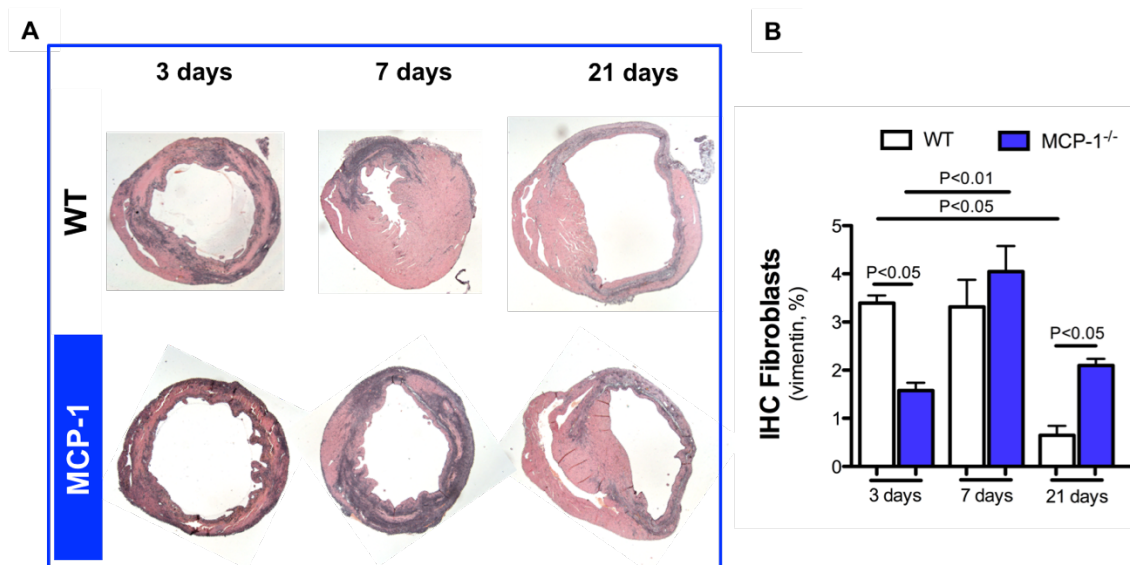 A
3 days 7 days 21 days
WT
MCP-1
B
WT MCP-1-/-
P<0.01
P<0.05
P<0.05
P<0.05
IHC Fibroblasts
(vimentin, %)
5
4
3
2
1
0
3 days 7 days 21 days